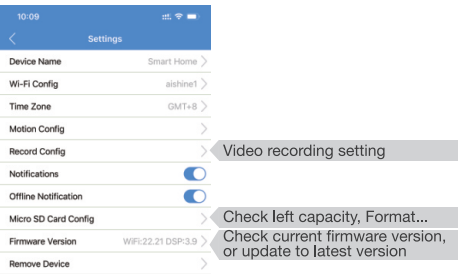 10:09
Settings
Device Name Smart Home
Wi-Fi Config aishine1
Time Zone GMT+8
Motion Config
Record Config Video recording setting
Notifications
Offline Notification
Micro SD Card Config Check left capacity, Format...
Firmware Version WiFi:22.21 DSP:3.9 Check current firmware version,
or update to latest version
Remove Device